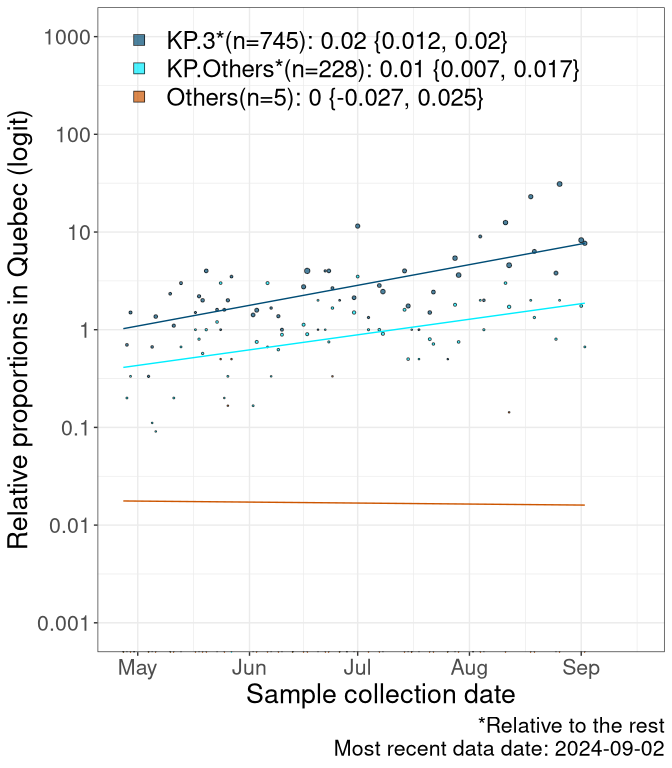 KP.3*(n=745): 0.02 {0.012, 0.02}
KP.Others*(n=228): 0.01 {0.007, 0.017}
Others(n=5): 0 {-0.027, 0.025}
Relative proportions in Quebec (logit)
1000
100
10
1
0.1
0.01
0.001
May Jun Jul Aug Sep
Sample collection date
*Relative to the rest
Most recent data date: 2024-09-02